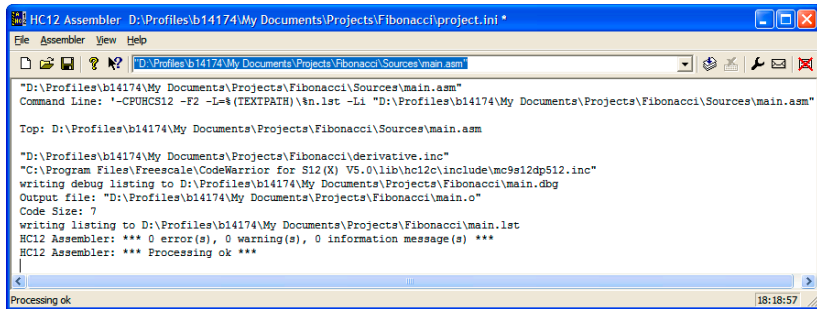 HC12 Assembler D:\Profiles\b14174\My Documents\Projects\Fibonacci\project.ini *
File Assembler View Help
"D:\Profiles\b14174\My Documents\Projects\Fibonacci\Sources\main.asm"
"D:\Profiles\b14174\My Documents\Projects\Fibonacci\Sources\main.asm"
Command Line: '-CPUHCS12 -F2 -L=%(TEXTPATH)\%n.lst -Li "D:\Profiles\b14174\My Documents\Projects\Fibonacci\Sources\main.asm"
Top: D:\Profiles\b14174\My Documents\Projects\Fibonacci\Sources\main.asm
"D:\Profiles\b14174\My Documents\Projects\Fibonacci\derivative.inc"
"C:\Program Files\Freescale\CodeWarrior for S12(X) V5.0\lib\hc12c\include\mc9s12dp512.inc"
writing debug listing to D:\Profiles\b14174\My Documents\Projects\Fibonacci\main.dbg
Output file: "D:\Profiles\b14174\My Documents\Projects\Fibonacci\main.o"
Code Size: 7
writing listing to D:\Profiles\b14174\My Documents\Projects\Fibonacci\main.lst
HC12 Assembler: *** 0 error(s), 0 warning(s), 0 information message(s) ***
HC12 Assembler: *** Processing ok ***
Processing ok 18:18:57